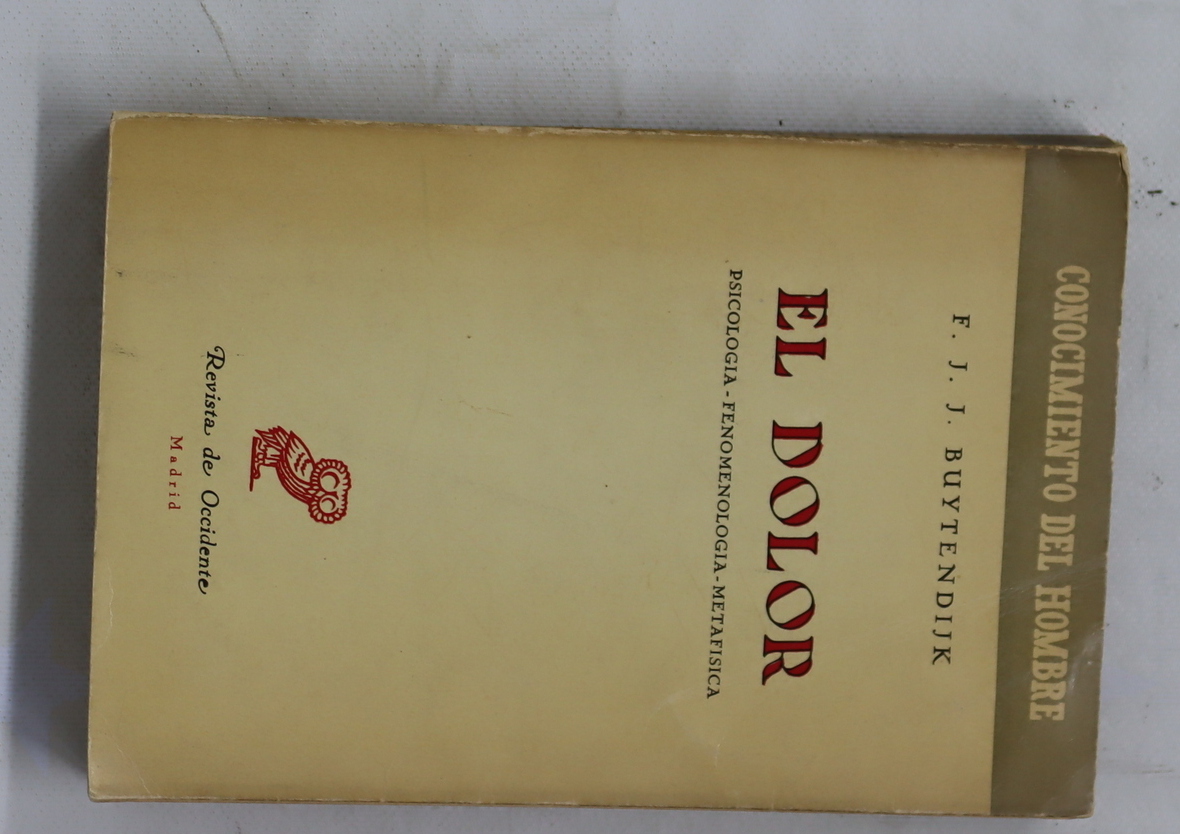 CONOCIMIENTO DEL HOMBRE
F. J. J. BUYTENDIJK
EL DOLOR
PSICOLOGIA - FENOMENOLOGIA - METAFISICA
Revista de Occidente
Madrid